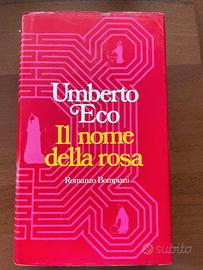 Umberto
Eco
Il nome
della rosa
Romanzo Bompiani
subito